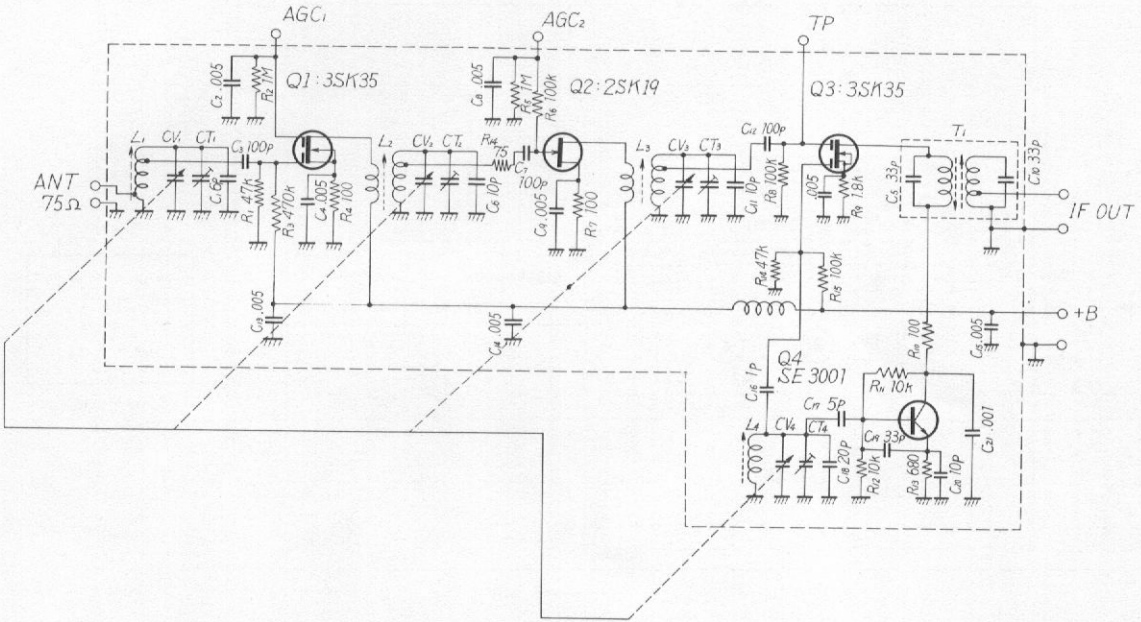 AGC₁
AGC₂
TP
C₂ .005
R₂ 1M
Q1:3SK35
C₈ .005
R₅ 1M
R₆ 100k
Q2:2SK19
Q3:3SK35
L₁
CV₁
CT₁
C₃ 100p
L₂
CV₂
CT₂
R₁₄
75
C₇
100p
L₃
CV₃
CT₃
C₁₂ 100p
T₁
ANT
75Ω
C₁ 6p
R₁ 47k
R₃ 470k
C₄ .005
R₄ 100
C₆ 10p
C₉ .005
R₇ 100
C₁₁ 10p
R₈ 100k
.005
R₉ 1.8k
C₅ 33p
C₁₀ 33p
IF OUT
R₁₆ 47k
R₁₅ 100k
C₁₃ .005
C₁₄ .005
+B
R₁₀ 100
C₁₅ .005
C₁₆ 1p
Q4
SE 3001
R₁₁ 10k
C₁₇ 5p
L₄
CV₄
CT₄
C₁₈ 20p
C₁₉ 33p
R₁₂ 10k
R₁₃ 680
C₂₀ 10p
C₂₁ .001